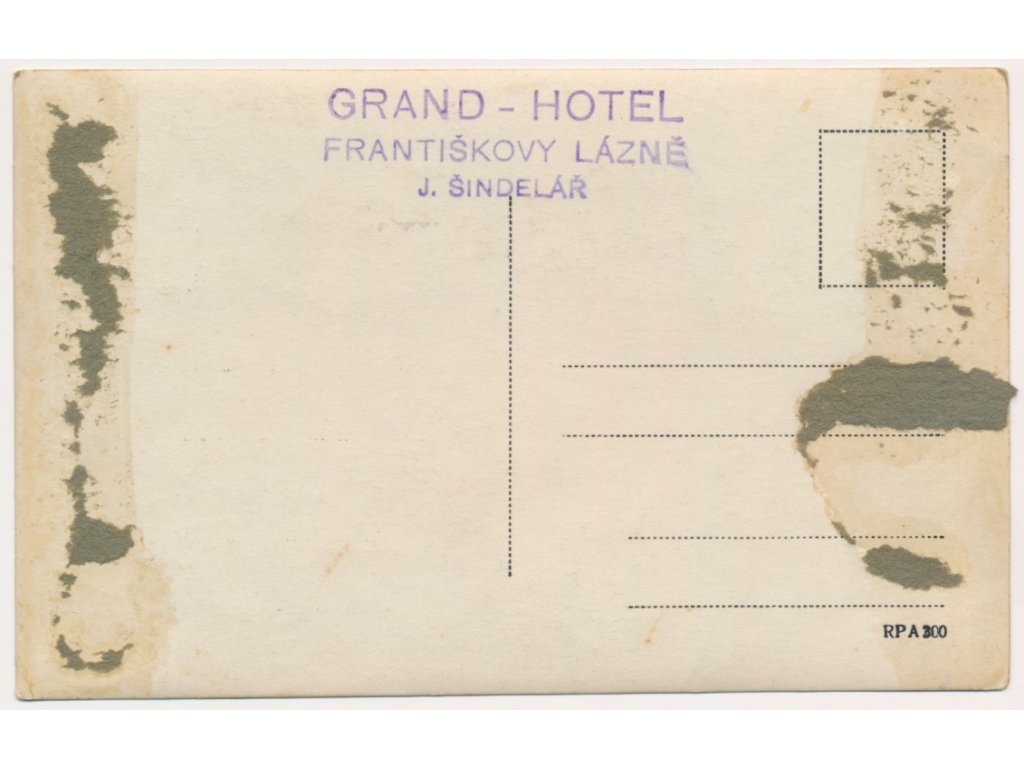 GRAND - HOTEL
FRANTIŠKOVY LÁZNĚ
J. ŠINDELÁŘ
RPA 300